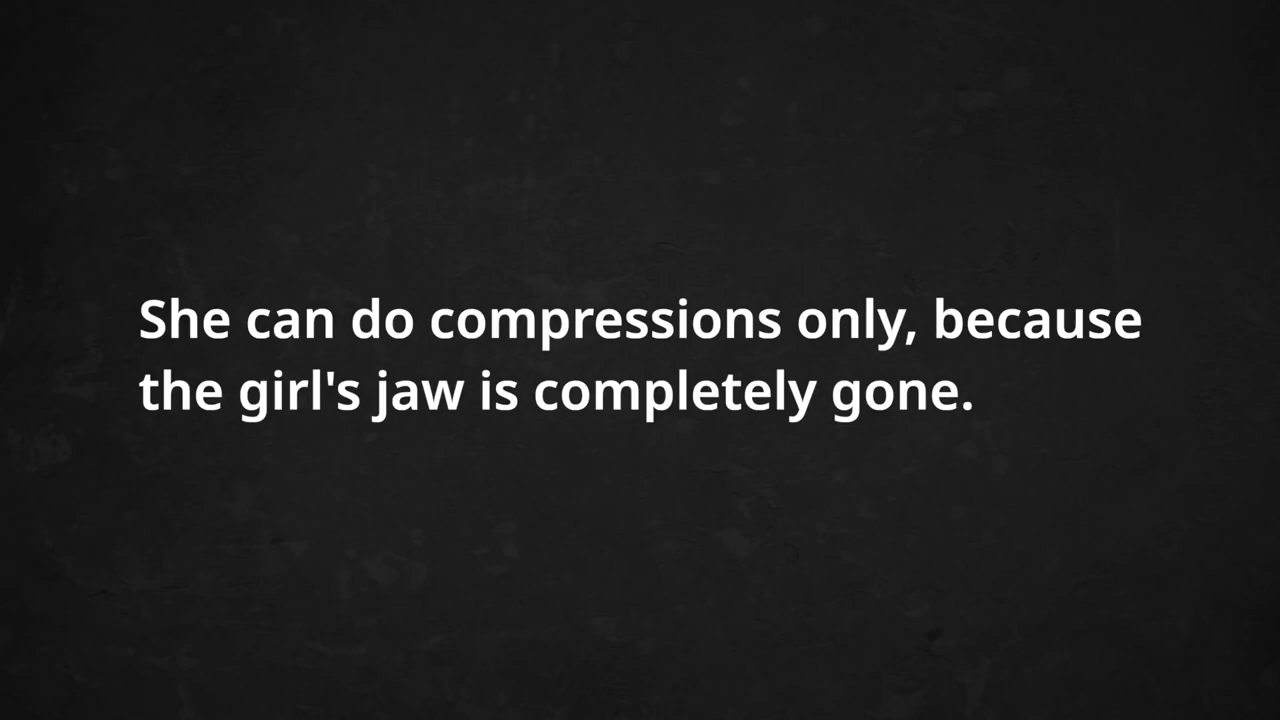 She can do compressions only, because
the girl's jaw is completely gone.